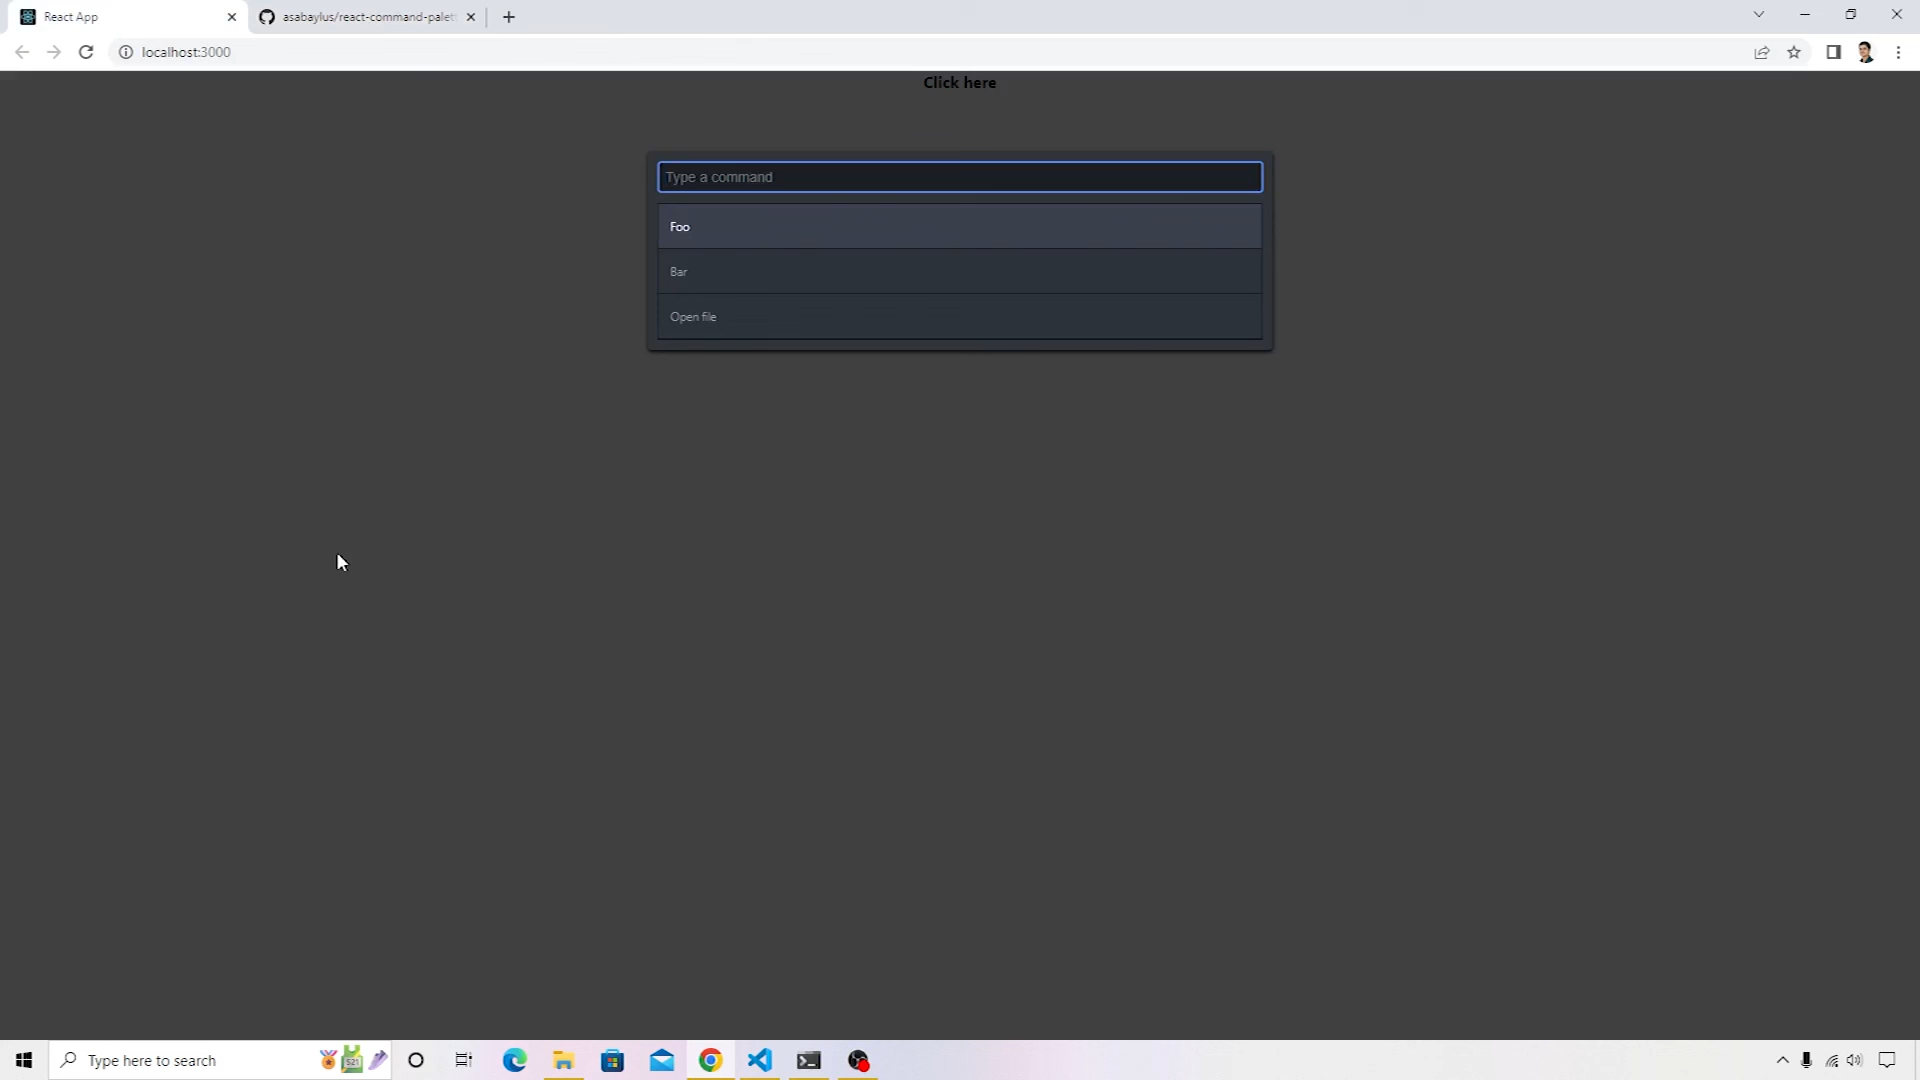 React App
asabaylus/react-command-palett
localhost:3000
Click here
Type a command
Foo
Bar
Open file
Type here to search